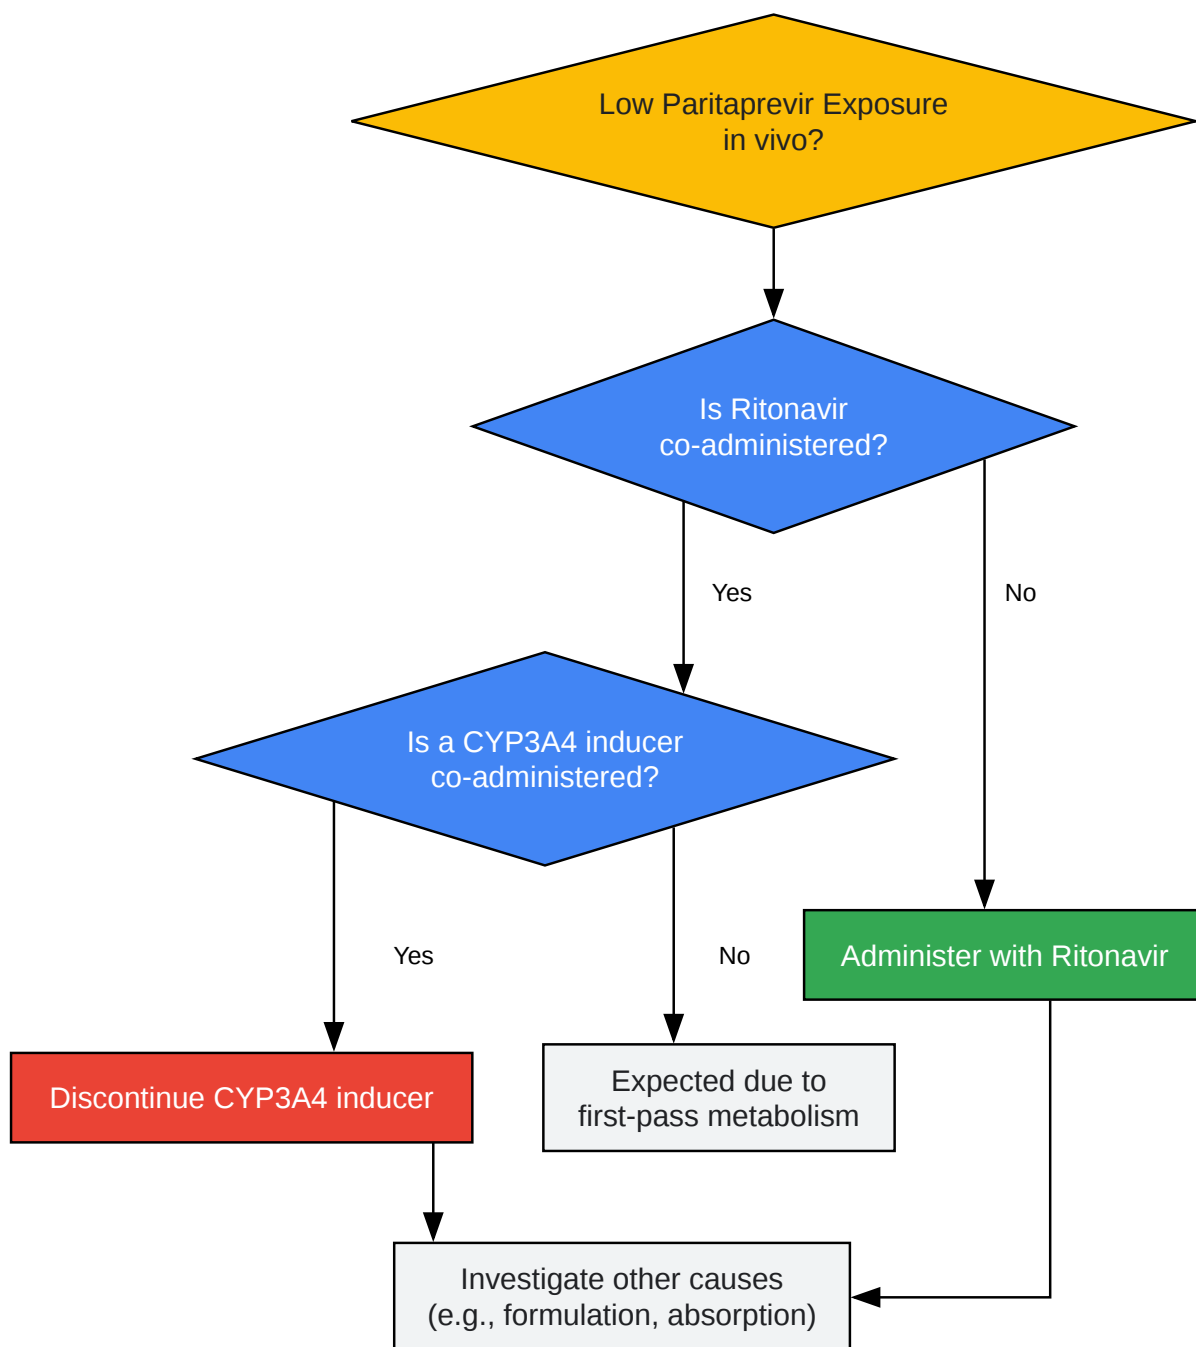 Low Paritaprevir Exposure
in vivo?
Is Ritonavir
co-administered?
Yes
No
Is a CYP3A4 inducer
co-administered?
Yes
No
Administer with Ritonavir
Discontinue CYP3A4 inducer
Expected due to
first-pass metabolism
Investigate other causes
(e.g., formulation, absorption)